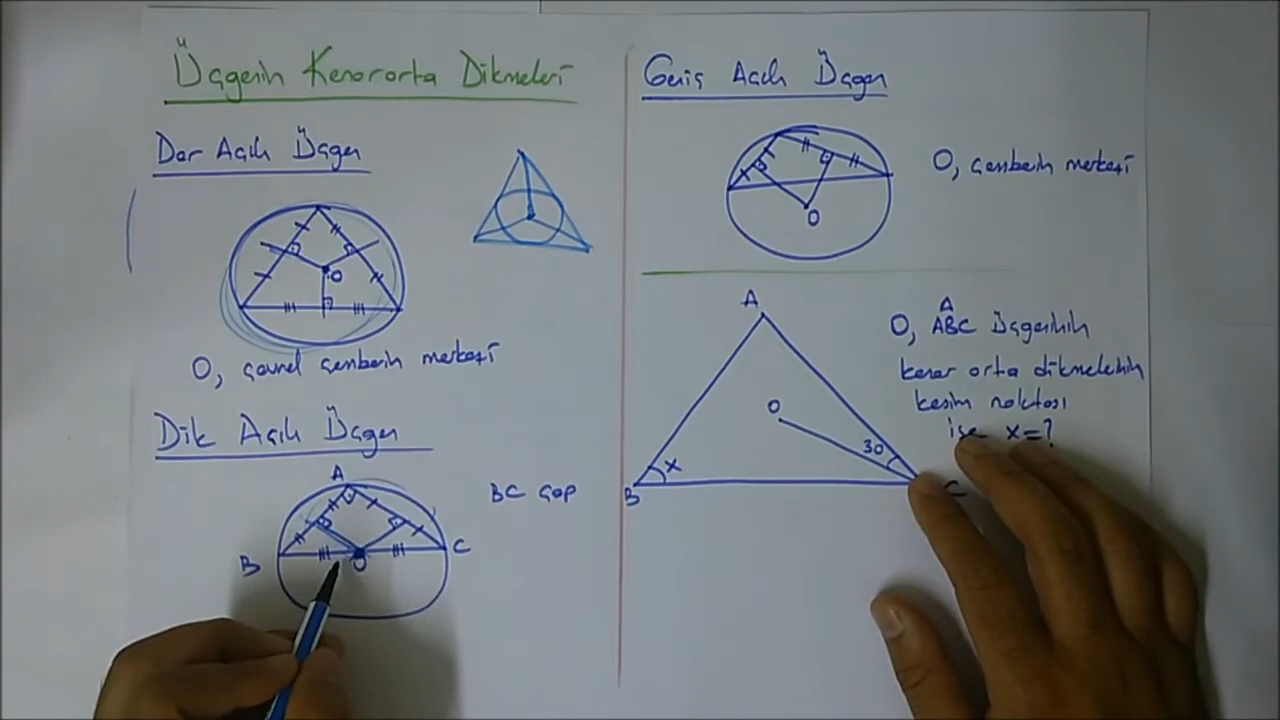 Üçgenin Kenarorta Dikmeleri
Dar Açılı Üçgen
O
O, çevrel çemberin merkezi
Dik Açılı Üçgen
A
BC çap
B
C
O
Geniş Açılı Üçgen
O, çemberin merkezi
O
A
O, ABC üçgeninin
kenar orta dikmelerinin
kesim noktası
ise x=?
O
30
x
B
C